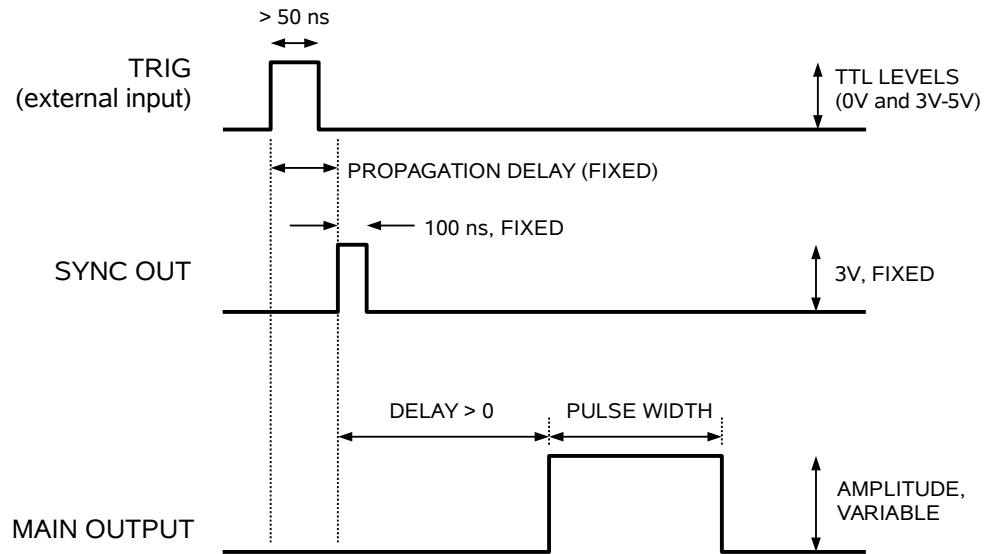 > 50 ns
TRIG
(external input)
TTL LEVELS
(0V and 3V-5V)
PROPAGATION DELAY (FIXED)
100 ns, FIXED
SYNC OUT
3V, FIXED
DELAY > 0
PULSE WIDTH
AMPLITUDE,
VARIABLE
MAIN OUTPUT